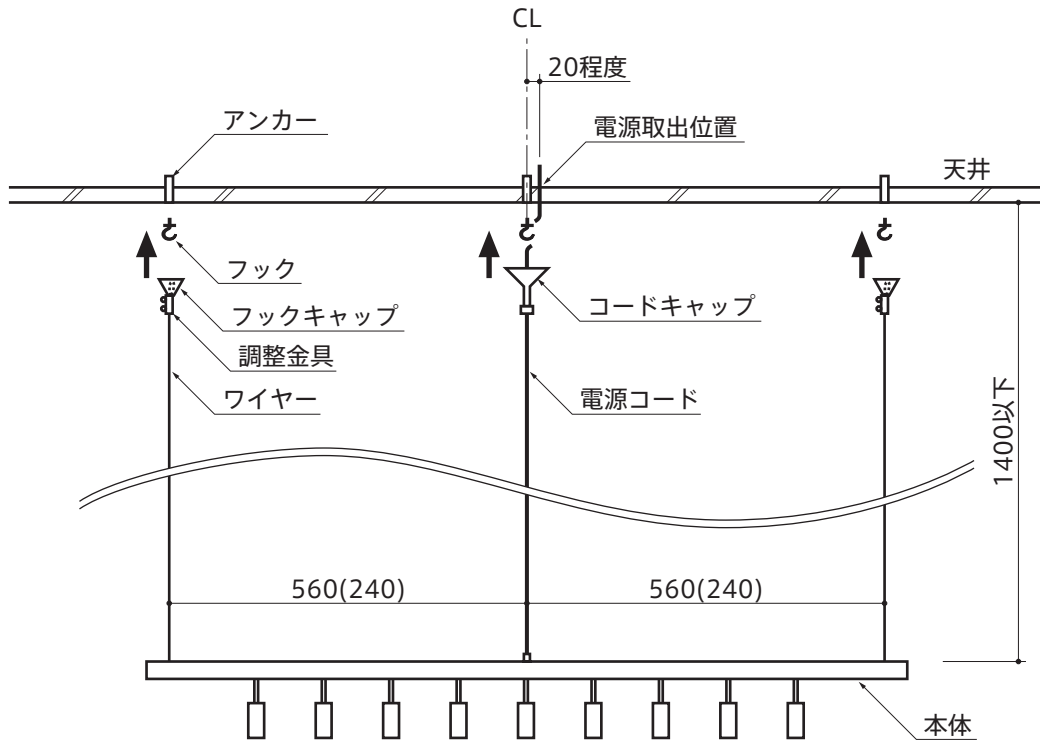 CL
20程度
アンカー
電源取出位置
天井
フック
フックキャップ
コードキャップ
調整金具
ワイヤー
電源コード
1400以下
560(240)
560(240)
本体